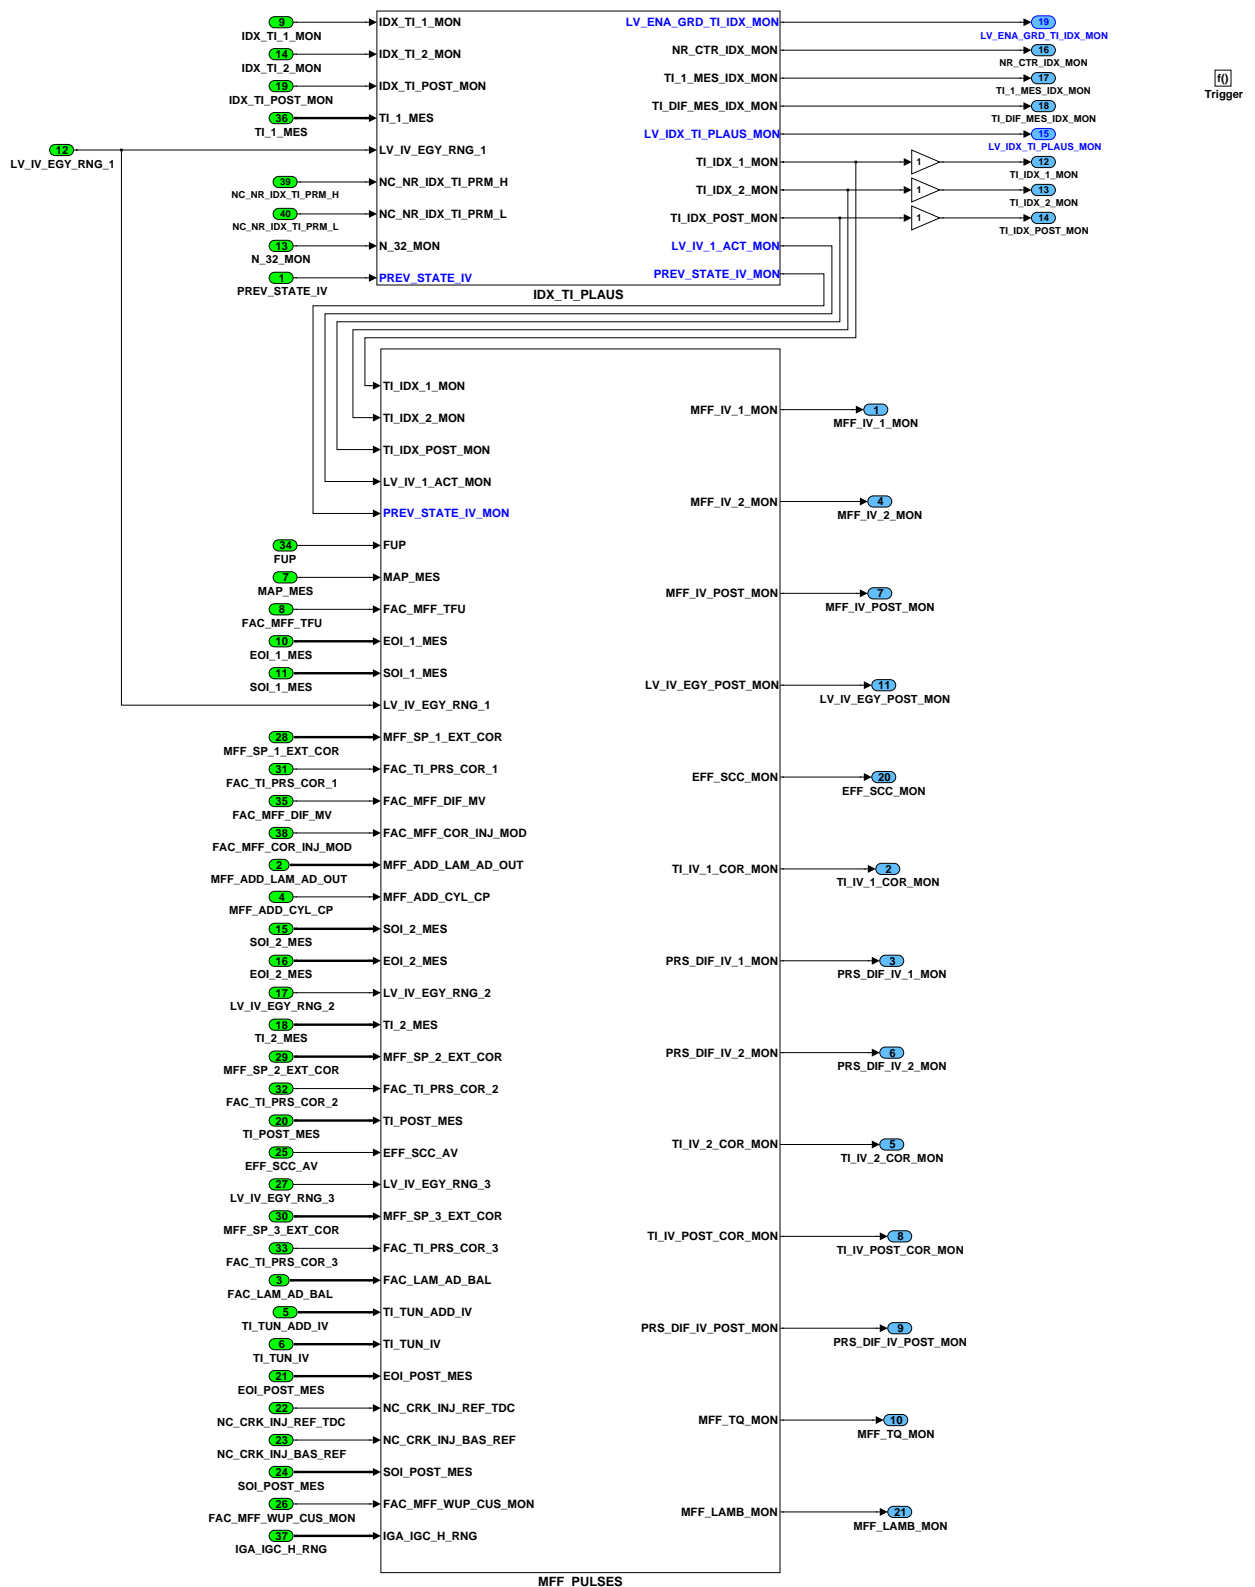 9
IDX_TI_1_MON
14
IDX_TI_2_MON
19
IDX_TI_POST_MON
36
TI_1_MES
12
LV_IV_EGY_RNG_1
39
NC_NR_IDX_TI_PRM_H
40
NC_NR_IDX_TI_PRM_L
13
N_32_MON
1
PREV_STATE_IV
IDX_TI_1_MON
IDX_TI_2_MON
IDX_TI_POST_MON
TI_1_MES
LV_IV_EGY_RNG_1
NC_NR_IDX_TI_PRM_H
NC_NR_IDX_TI_PRM_L
N_32_MON
PREV_STATE_IV
LV_ENA_GRD_TI_IDX_MON
NR_CTR_IDX_MON
TI_1_MES_IDX_MON
TI_DIF_MES_IDX_MON
LV_IDX_TI_PLAUS_MON
TI_IDX_1_MON
TI_IDX_2_MON
TI_IDX_POST_MON
LV_IV_1_ACT_MON
PREV_STATE_IV_MON
IDX_TI_PLAUS
1
1
1
19
LV_ENA_GRD_TI_IDX_MON
16
NR_CTR_IDX_MON
17
TI_1_MES_IDX_MON
18
TI_DIF_MES_IDX_MON
15
LV_IDX_TI_PLAUS_MON
12
TI_IDX_1_MON
13
TI_IDX_2_MON
14
TI_IDX_POST_MON
f()
Trigger
TI_IDX_1_MON
TI_IDX_2_MON
TI_IDX_POST_MON
LV_IV_1_ACT_MON
PREV_STATE_IV_MON
34
FUP
FUP
7
MAP_MES
MAP_MES
8
FAC_MFF_TFU
FAC_MFF_TFU
10
EOI_1_MES
EOI_1_MES
11
SOI_1_MES
SOI_1_MES
LV_IV_EGY_RNG_1
28
MFF_SP_1_EXT_COR
MFF_SP_1_EXT_COR
31
FAC_TI_PRS_COR_1
FAC_TI_PRS_COR_1
35
FAC_MFF_DIF_MV
FAC_MFF_DIF_MV
38
FAC_MFF_COR_INJ_MOD
FAC_MFF_COR_INJ_MOD
2
MFF_ADD_LAM_AD_OUT
MFF_ADD_LAM_AD_OUT
4
MFF_ADD_CYL_CP
MFF_ADD_CYL_CP
15
SOI_2_MES
SOI_2_MES
16
EOI_2_MES
EOI_2_MES
17
LV_IV_EGY_RNG_2
LV_IV_EGY_RNG_2
18
TI_2_MES
TI_2_MES
29
MFF_SP_2_EXT_COR
MFF_SP_2_EXT_COR
32
FAC_TI_PRS_COR_2
FAC_TI_PRS_COR_2
20
TI_POST_MES
TI_POST_MES
25
EFF_SCC_AV
EFF_SCC_AV
27
LV_IV_EGY_RNG_3
LV_IV_EGY_RNG_3
30
MFF_SP_3_EXT_COR
MFF_SP_3_EXT_COR
33
FAC_TI_PRS_COR_3
FAC_TI_PRS_COR_3
3
FAC_LAM_AD_BAL
FAC_LAM_AD_BAL
5
TI_TUN_ADD_IV
TI_TUN_ADD_IV
6
TI_TUN_IV
TI_TUN_IV
21
EOI_POST_MES
EOI_POST_MES
22
NC_CRK_INJ_REF_TDC
NC_CRK_INJ_REF_TDC
23
NC_CRK_INJ_BAS_REF
NC_CRK_INJ_BAS_REF
24
SOI_POST_MES
SOI_POST_MES
26
FAC_MFF_WUP_CUS_MON
FAC_MFF_WUP_CUS_MON
37
IGA_IGC_H_RNG
IGA_IGC_H_RNG
MFF_IV_1_MON
1
MFF_IV_1_MON
MFF_IV_2_MON
4
MFF_IV_2_MON
MFF_IV_POST_MON
7
MFF_IV_POST_MON
LV_IV_EGY_POST_MON
11
LV_IV_EGY_POST_MON
EFF_SCC_MON
20
EFF_SCC_MON
TI_IV_1_COR_MON
2
TI_IV_1_COR_MON
PRS_DIF_IV_1_MON
3
PRS_DIF_IV_1_MON
PRS_DIF_IV_2_MON
6
PRS_DIF_IV_2_MON
TI_IV_2_COR_MON
5
TI_IV_2_COR_MON
TI_IV_POST_COR_MON
8
TI_IV_POST_COR_MON
PRS_DIF_IV_POST_MON
9
PRS_DIF_IV_POST_MON
MFF_TQ_MON
10
MFF_TQ_MON
MFF_LAMB_MON
21
MFF_LAMB_MON
MFF_PULSES